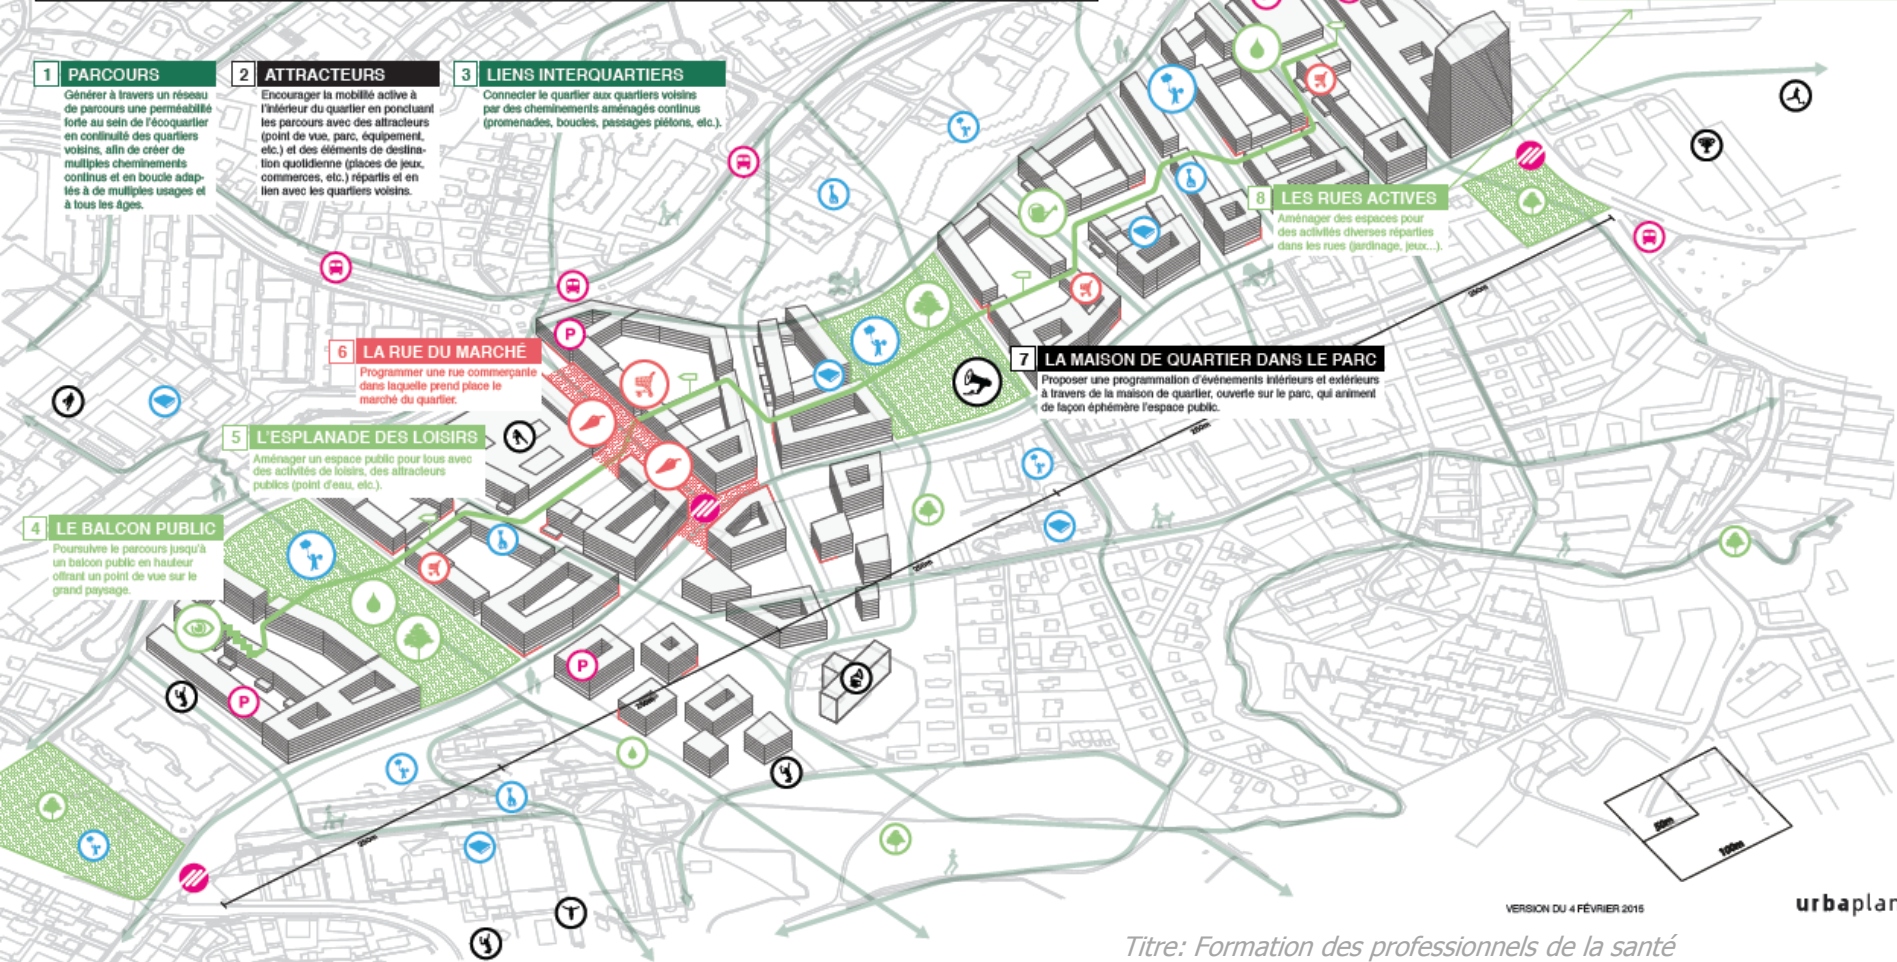 1 PARCOURS
Générer à travers un réseau
de parcours une perméabilité
forte au sein de l'écoquartier
en continuité des quartiers
voisins, afin de créer de
multiples cheminements
continus et en boucle adap-
tés à de multiples usages et
à tous les âges.
2 ATTRACTEURS
Encourager la mobilité active à
l'intérieur du quartier en ponctuant
les parcours avec des attracteurs
(point de vue, parc, équipement,
etc.) et des éléments de destina-
tion quotidienne (places de jeux,
commerces, etc.) répartis et en
lien avec les quartiers voisins.
3 LIENS INTERQUARTIERS
Connecter le quartier aux quartiers voisins
par des cheminements aménagés continus
(promenades, boucles, passages piétons, etc.).
8 LES RUES ACTIVES
Aménager des espaces pour
des activités diverses réparties
dans les rues (jardinage, jeux...).
250m
P
6 LA RUE DU MARCHÉ
Programmer une rue commerçante
dans laquelle prend place le
marché du quartier.
7 LA MAISON DE QUARTIER DANS LE PARC
Proposer une programmation d'événements intérieurs et extérieurs
à travers de la maison de quartier, ouverte sur le parc, qui animent
de façon éphémère l'espace public.
250m
5 L'ESPLANADE DES LOISIRS
Aménager un espace public pour tous avec
des activités de loisirs, des attracteurs
publics (point d'eau, etc.).
4 LE BALCON PUBLIC
Poursuivre le parcours jusqu'à
un balcon public en hauteur
offrant un point de vue sur le
grand paysage.
250m
P
P
250m
250m
50m
100m
VERSION DU 4 FÉVRIER 2015
urbaplan
Titre: Formation des professionnels de la santé